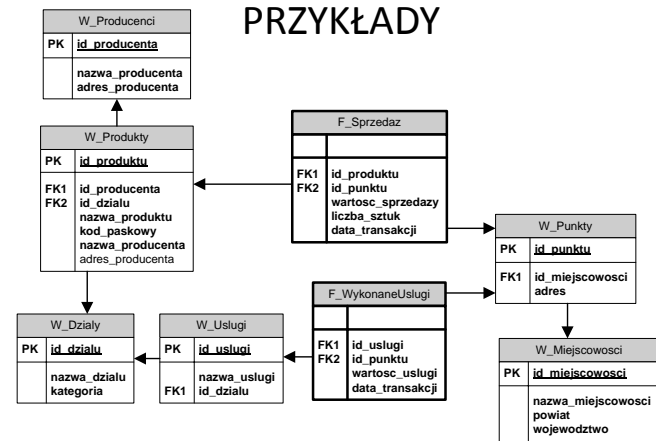 PRZYKŁADY
W_Producenci
PK id_producenta
nazwa_producenta
adres_producenta
W_Produkty
PK id_produktu
FK1 id_producenta
FK2 id_dzialu
nazwa_produktu
kod_paskowy
nazwa_producenta
adres_producenta
F_Sprzedaz
FK1 id_produktu
FK2 id_punktu
wartosc_sprzedazy
liczba_sztuk
data_transakcji
W_Punkty
PK id_punktu
FK1 id_miejscowosci
adres
W_Dzialy
PK id_dzialu
nazwa_dzialu
kategoria
W_Uslugi
PK id_uslugi
nazwa_uslugi
FK1 id_dzialu
F_WykonaneUslugi
FK1 id_uslugi
FK2 id_punktu
wartosc_uslugi
data_transakcji
W_Miejscowosci
PK id_miejscowosci
nazwa_miejscowosci
powiat
wojewodztwo